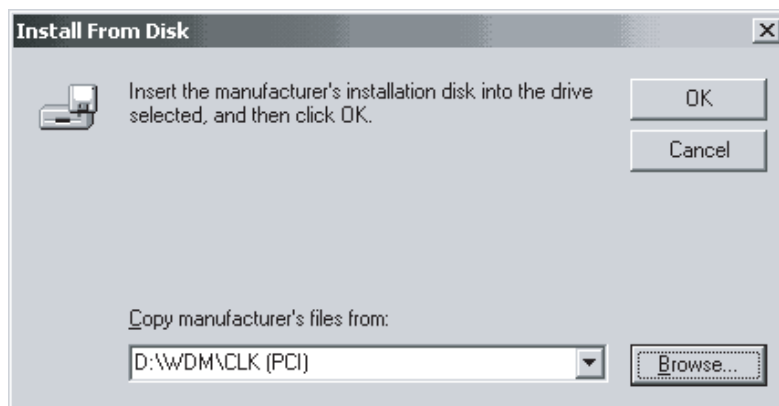 Install From Disk
Insert the manufacturer's installation disk into the drive
selected, and then click OK.
OK
Cancel
Copy manufacturer's files from:
D:\WDM\CLK (PCI)
Browse...